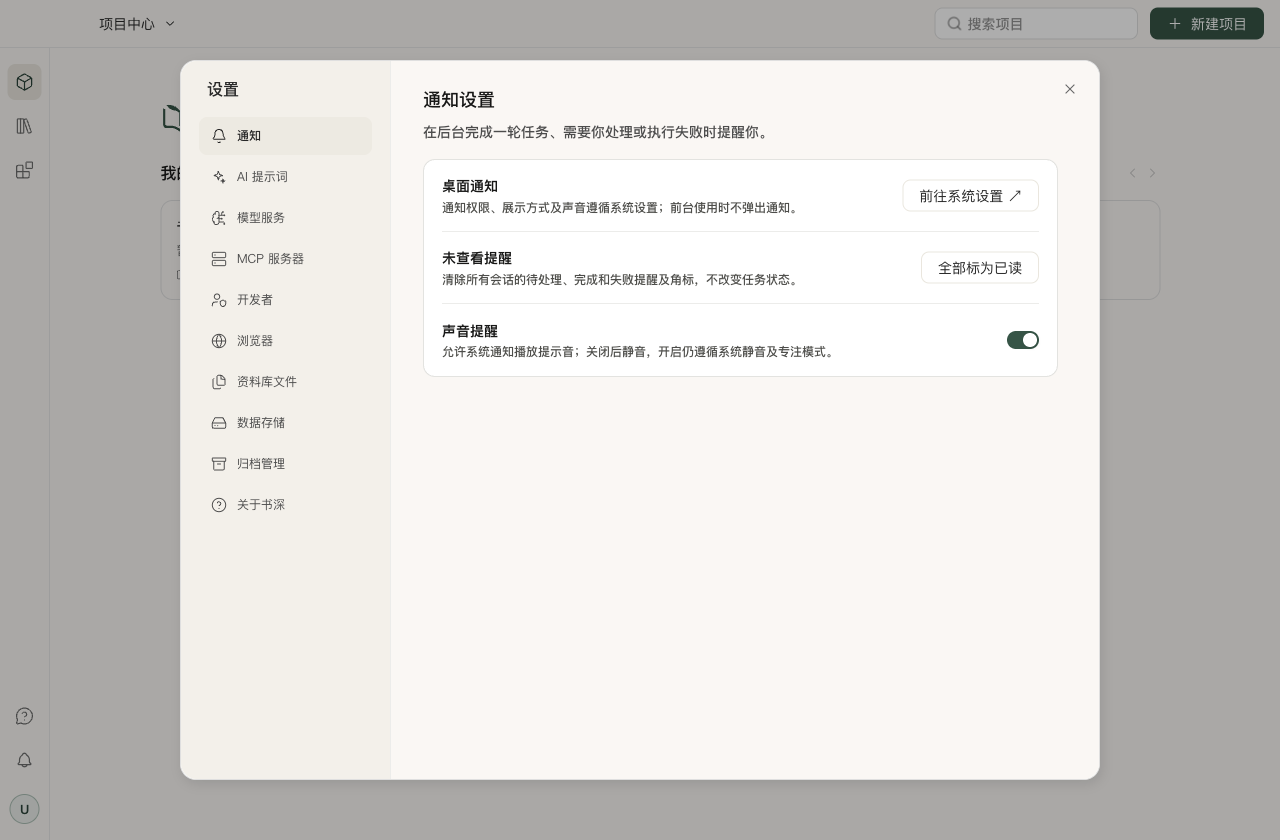 项目中心
搜索项目
新建项目
设置
通知
AI 提示词
模型服务
MCP 服务器
开发者
浏览器
资料库文件
数据存储
归档管理
关于书深
通知设置
在后台完成一轮任务、需要你处理或执行失败时提醒你。
桌面通知
通知权限、展示方式及声音遵循系统设置；前台使用时不弹出通知。
前往系统设置
未查看提醒
清除所有会话的待处理、完成和失败提醒及角标，不改变任务状态。
全部标为已读
声音提醒
允许系统通知播放提示音；关闭后静音，开启仍遵循系统静音及专注模式。
我
U